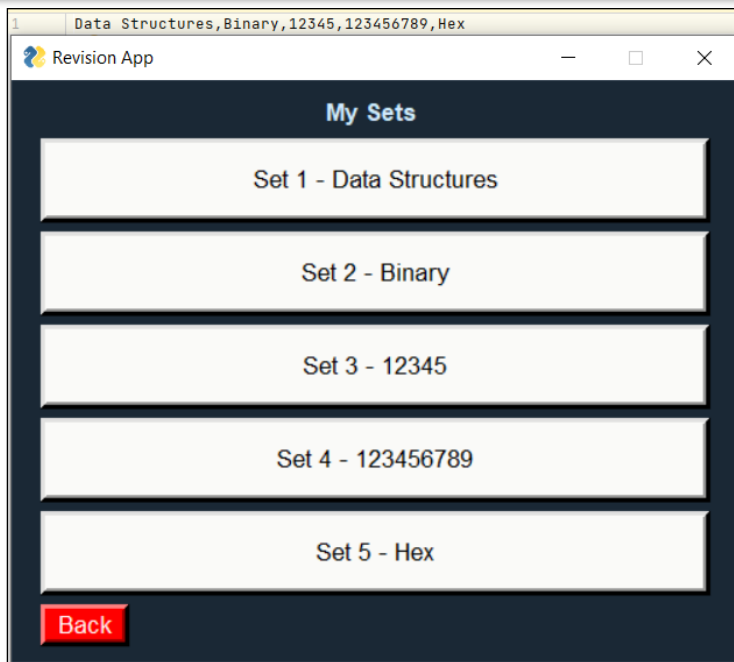 1 Data Structures,Binary,12345,123456789,Hex
Revision App
My Sets
Set 1 - Data Structures
Set 2 - Binary
Set 3 - 12345
Set 4 - 123456789
Set 5 - Hex
Back